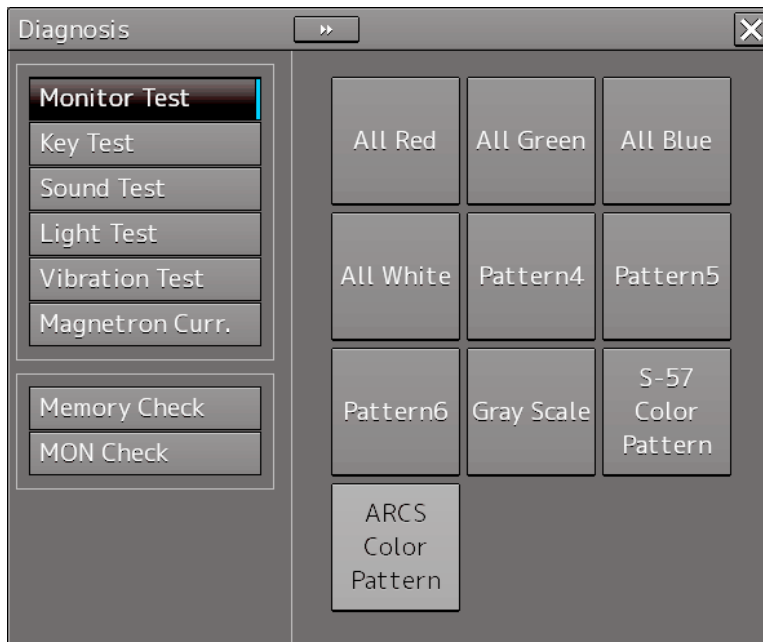 Diagnosis
Monitor Test
Key Test
Sound Test
Light Test
Vibration Test
Magnetron Curr.
Memory Check
MON Check
All Red
All Green
All Blue
All White
Pattern4
Pattern5
Pattern6
Gray Scale
S-57
Color
Pattern
ARCS
Color
Pattern